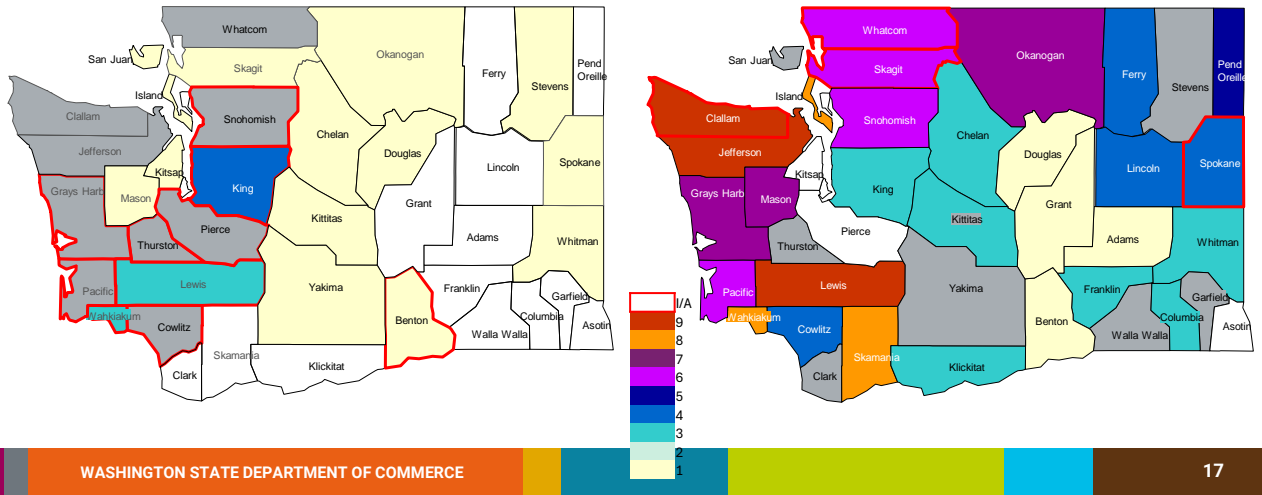 Whatcom
San Juan
Skagit
Okanogan
Ferry
Pend
Oreille
Stevens
Island
Clallam
Snohomish
Chelan
Jefferson
Douglas
Kitsap
Lincoln
Spokane
Grays Harb
Mason
King
Grant
Kittitas
Pierce
Thurston
Adams
Whitman
Lewis
Pacific
Yakima
Franklin
Garfield
Wahkiakum
Cowlitz
Benton
Columbia
Walla Walla
Asotin
Skamania
Clark
Klickitat
Whatcom
San Juan
Skagit
Okanogan
Ferry
Pend
Oreille
Stevens
Island
Clallam
Snohomish
Chelan
Jefferson
Douglas
Kitsap
Lincoln
Spokane
Grays Harb
Mason
King
Grant
Kittitas
Pierce
Thurston
Adams
Whitman
Lewis
Pacific
Yakima
Franklin
Garfield
Wahkiakum
Cowlitz
Benton
Columbia
Walla Walla
Asotin
Skamania
Clark
Klickitat
I/A
9
8
7
6
5
4
3
2
1
WASHINGTON STATE DEPARTMENT OF COMMERCE
17